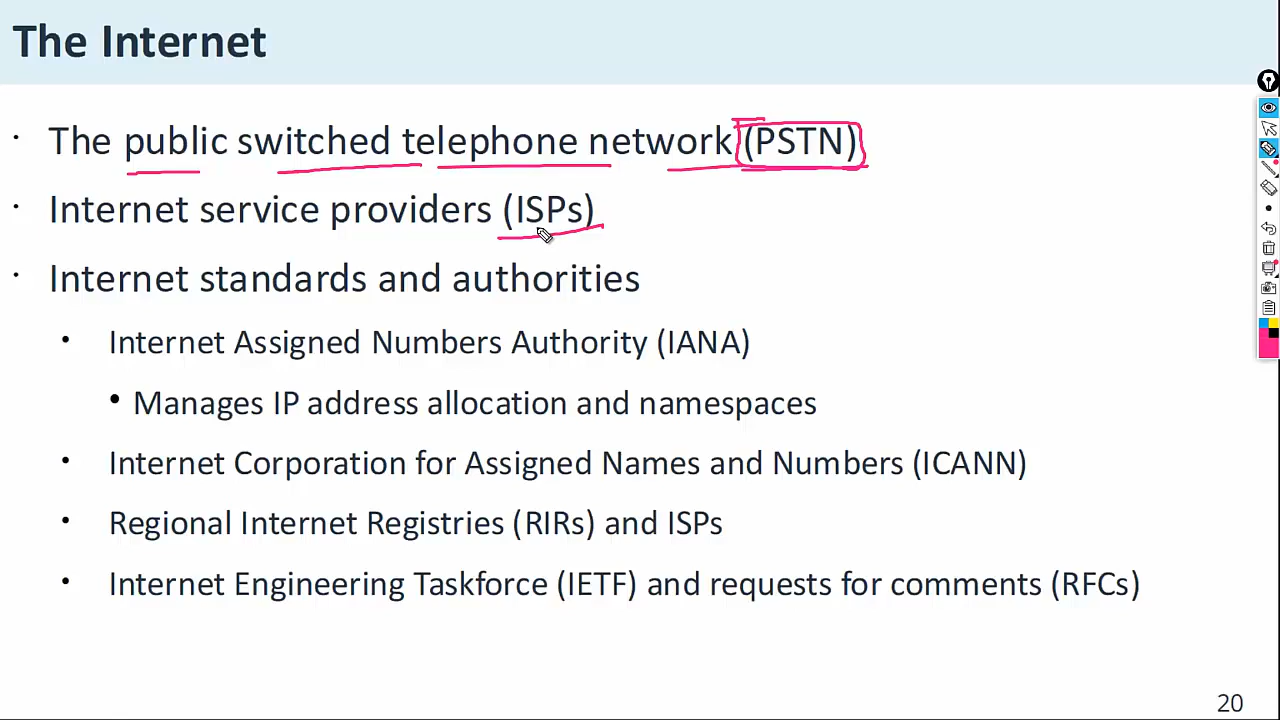 The Internet
• The public switched telephone network (PSTN)
• Internet service providers (ISPs)
• Internet standards and authorities
• Internet Assigned Numbers Authority (IANA)
• Manages IP address allocation and namespaces
• Internet Corporation for Assigned Names and Numbers (ICANN)
• Regional Internet Registries (RIRs) and ISPs
• Internet Engineering Taskforce (IETF) and requests for comments (RFCs)
20